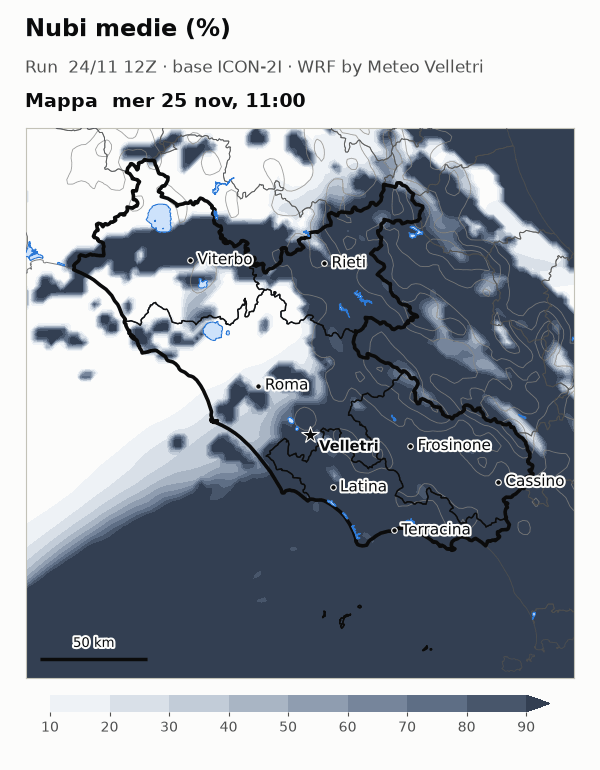 Nubi medie (%)
Run  24/11 12Z · base ICON-2I · WRF by Meteo Velletri
Mappa  mer 25 nov, 11:00
Viterbo
Rieti
Roma
Velletri
Frosinone
Latina
Cassino
Terracina
50 km
10 20 30 40 50 60 70 80 90